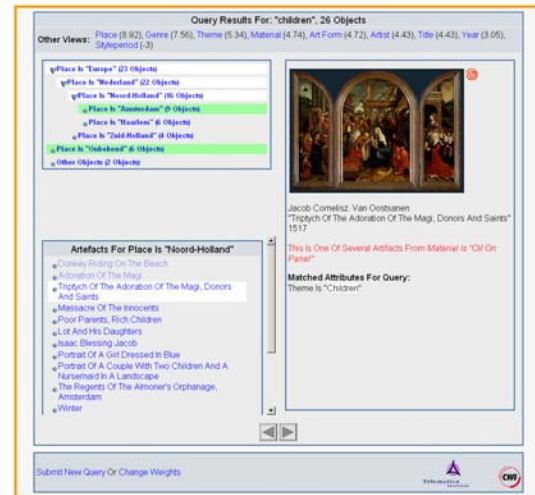 Query Results For: "children", 26 Objects
Other Views: Place (8.92), Genre (7.56), Theme (5.34), Material (4.74), Art Form (4.72), Artist (4.43), Title (4.43), Year (3.05),
Styleperiod (-3)
Place Is "Europe" (23 Objects)
Place Is "Nederland" (22 Objects)
Place Is "Noord-Holland" (16 Objects)
Place Is "Amsterdam" (9 Objects)
Place Is "Haarlem" (6 Objects)
Place Is "Zuid-Holland" (4 Objects)
Place Is "Onbekend" (6 Objects)
Other Objects (2 Objects)
Jacob Cornelisz. Van Oostsanen
"Triptych Of The Adoration Of The Magi, Donors And Saints"
1517
This Is One Of Several Artifacts From Material Is "Oil On
Panel"
Matched Attributes For Query:
Theme Is "Children"
Artefacts For Place Is "Noord-Holland"
Donkey Riding On The Beach
Adoration Of The Magi
Triptych Of The Adoration Of The Magi, Donors
And Saints
Massacre Of The Innocents
Poor Parents, Rich Children
Lot And His Daughters
Isaac Blessing Jacob
Portrait Of A Girl Dressed In Blue
Portrait Of A Couple With Two Children And A
Nursemaid In A Landscape
The Regents Of The Almoner's Orphanage,
Amsterdam
Winter
Submit New Query Or Change Weights
Telematica
CWI